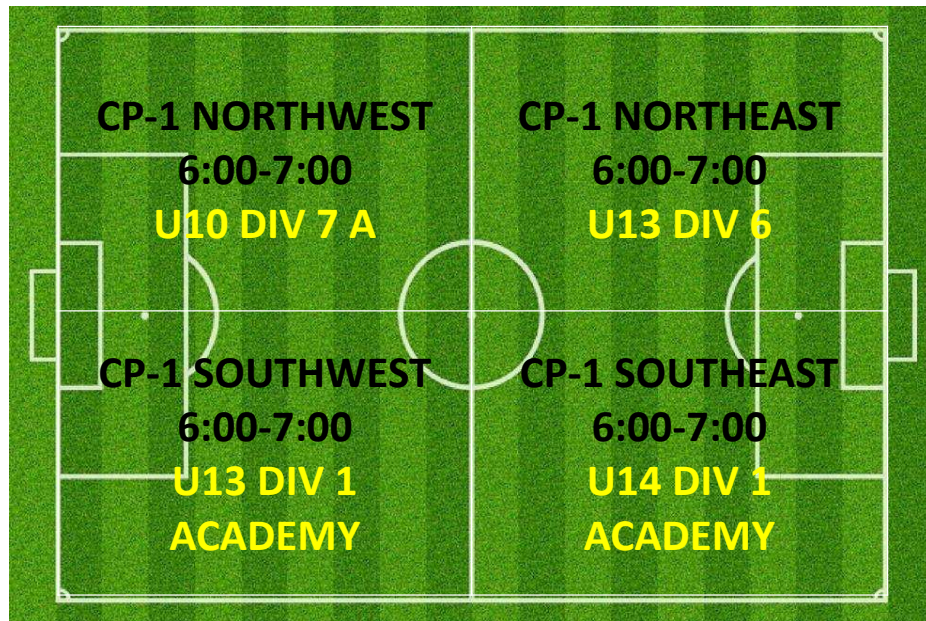 CP-1 NORTHWEST
6:00-7:00
U10 DIV 7 A
CP-1 NORTHEAST
6:00-7:00
U13 DIV 6
CP-1 SOUTHWEST
6:00-7:00
U13 DIV 1
ACADEMY
CP-1 SOUTHEAST
6:00-7:00
U14 DIV 1
ACADEMY